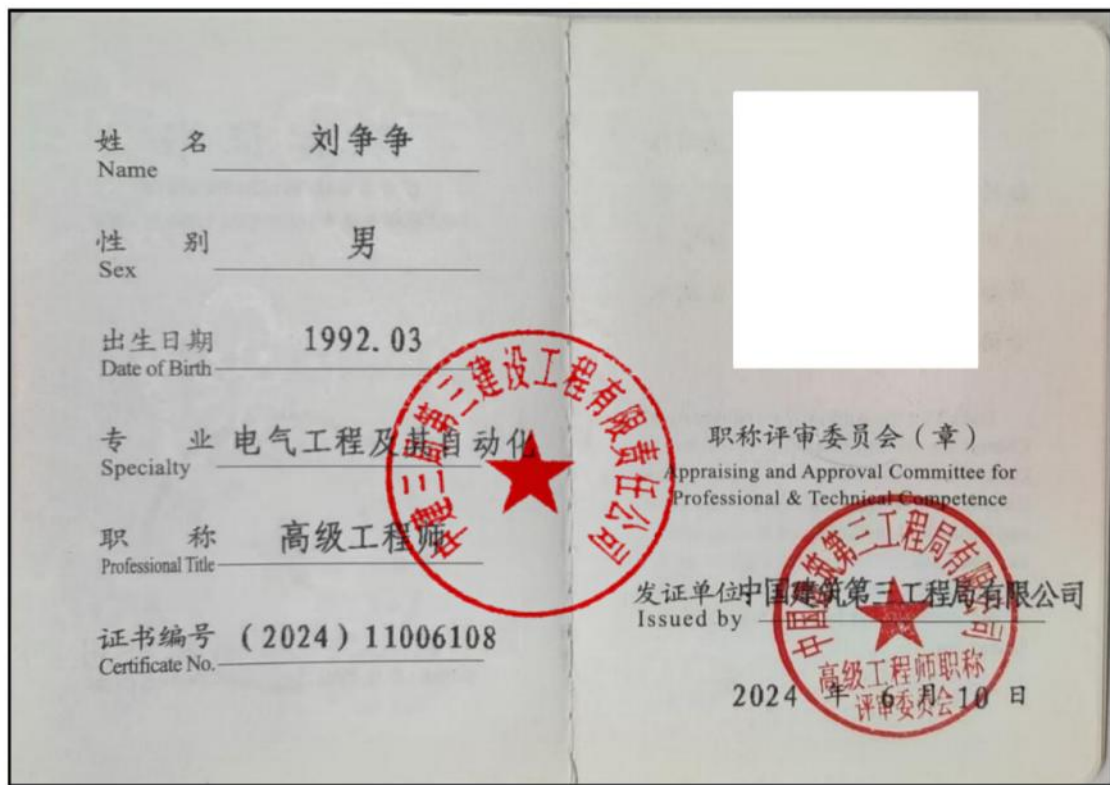 姓名 刘争争
Name
性别 男
Sex
出生日期 1992.03
Date of Birth
专业 电气工程及其自动化
Specialty
职称 高级工程师
Professional Title
证书编号 (2024)11006108
Certificate No.
中建三局第三建设工程有限责任公司
职称评审委员会(章)
Appraising and Approval Committee for
Professional & Technical Competence
发证单位 中国建筑第三工程局有限公司
Issued by
中国建筑第三工程局有限公司
高级工程师职称
评审委员会
2024 年 6 月 10 日